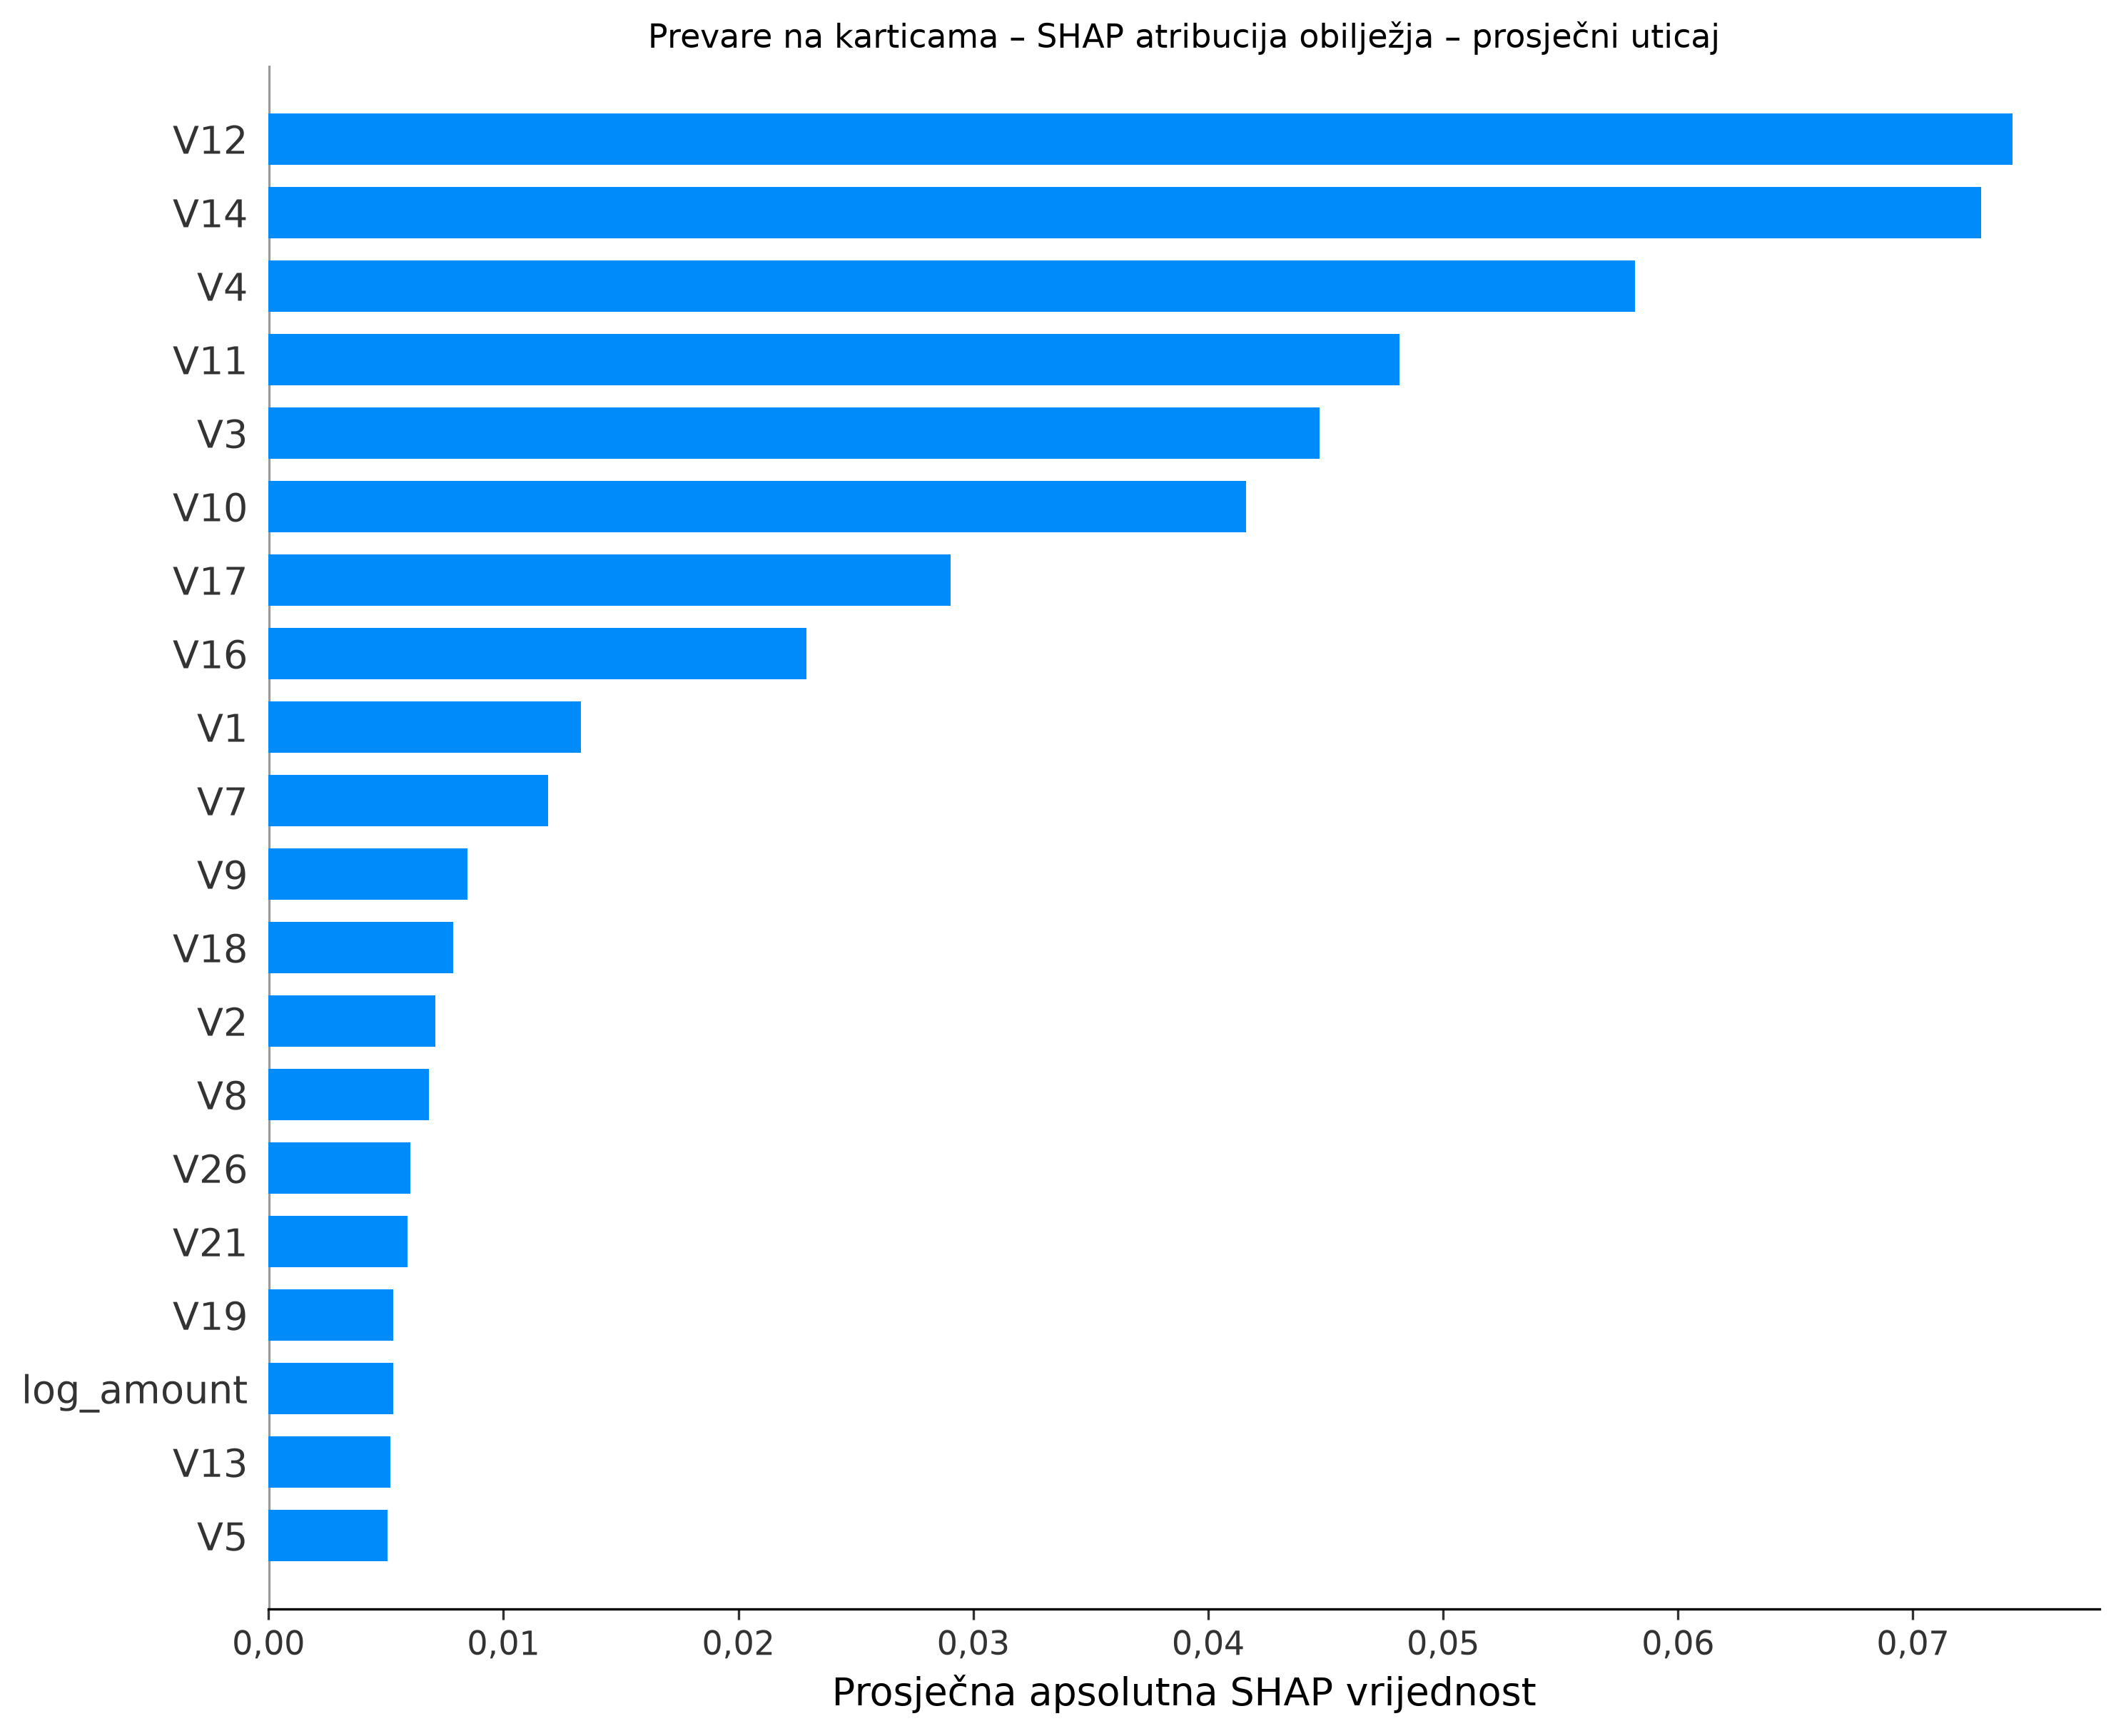 Prevare na karticama – SHAP atribucija obilježja – prosječni uticaj
V12
V14
V4
V11
V3
V10
V17
V16
V1
V7
V9
V18
V2
V8
V26
V21
V19
log_amount
V13
V5
0,00 0,01 0,02 0,03 0,04 0,05 0,06 0,07
Prosječna apsolutna SHAP vrijednost